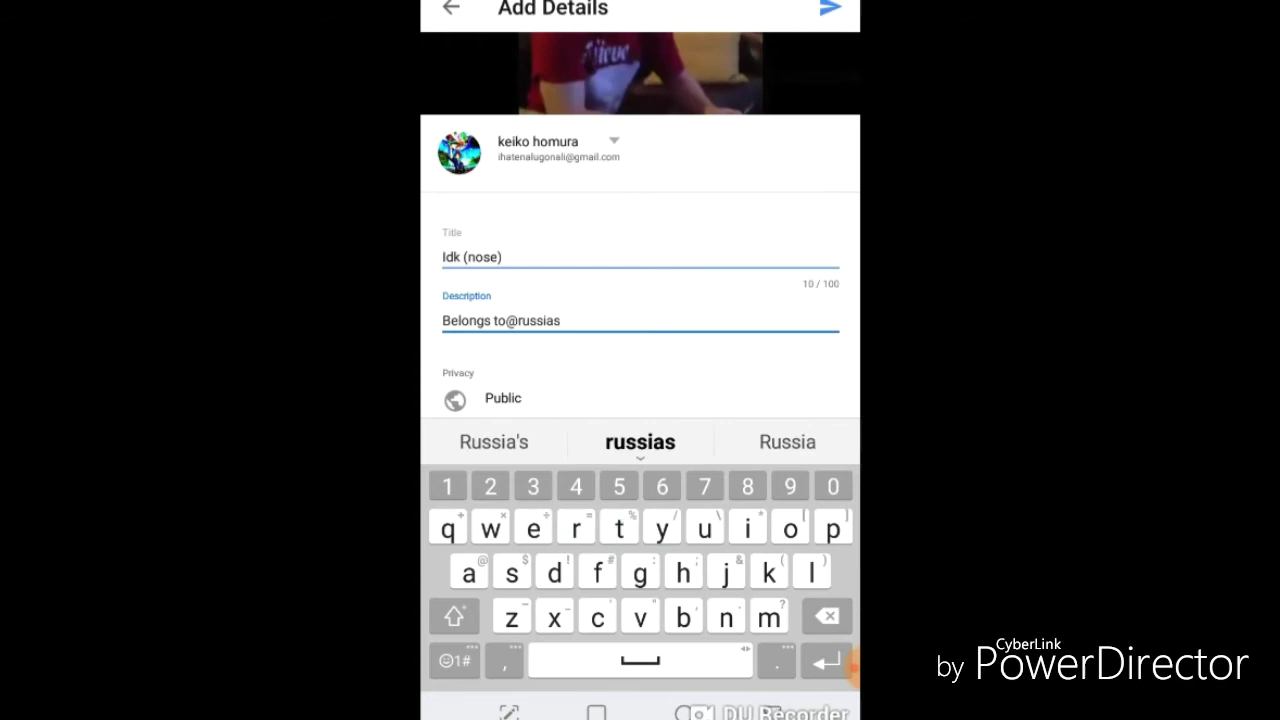 Add Details
keiko homura
ihatenalugonali@gmail.com
Title
Idk (nose)
10 / 100
Description
Belongs to@russias
Privacy
Public
Russia's russias Russia
1 2 3 4 5 6 7 8 9 0
q w e r t y u i o p
a s d f g h j k l
z x c v b n m
1# , .
CyberLink
by PowerDirector
DU Recorder